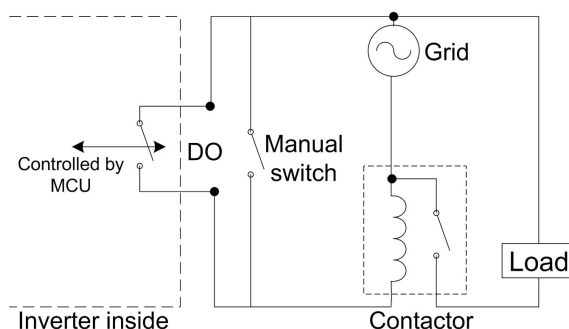 Grid
DO
Manual
switch
Controlled by
MCU
Load
Inverter inside
Contactor